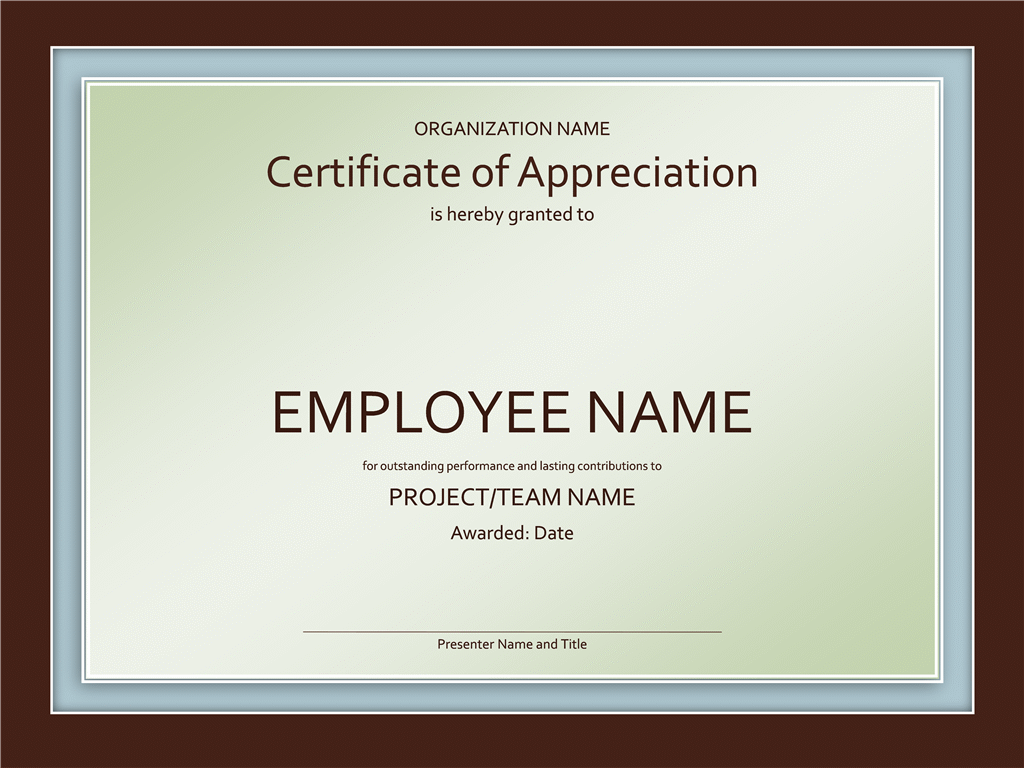 ORGANIZATION NAME
Certificate of Appreciation
is hereby granted to
EMPLOYEE NAME
for outstanding performance and lasting contributions to
PROJECT/TEAM NAME
Awarded: Date
Presenter Name and Title